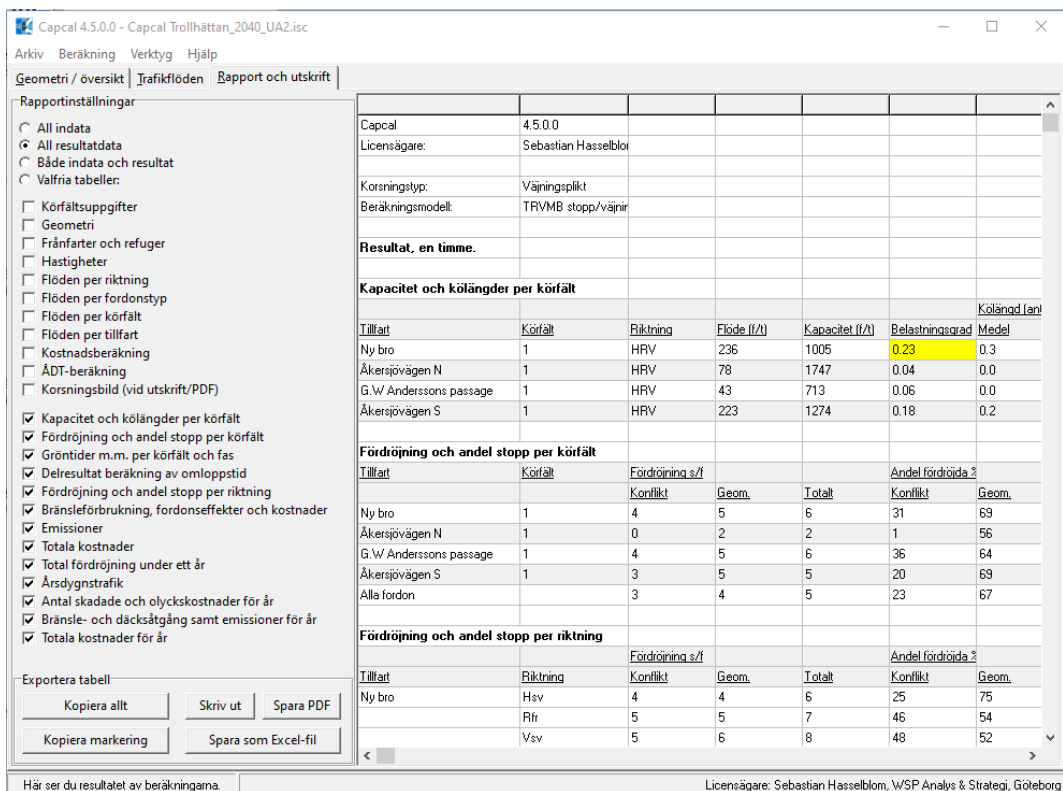 Capcal 4.5.0.0 - Capcal Trollhättan_2040_UA2.isc
Arkiv Beräkning Verktyg Hjälp
Geometri / översikt Trafikflöden Rapport och utskrift
Rapportinställningar
All indata
All resultatdata
Både indata och resultat
Valfria tabeller:
Körfältsuppgifter
Geometri
Frånfarter och refuger
Hastigheter
Flöden per riktning
Flöden per fordonstyp
Flöden per körfält
Flöden per tillfart
Kostnadsberäkning
ÅDT-beräkning
Korsningsbild (vid utskrift/PDF)
Kapacitet och kölängder per körfält
Fördröjning och andel stopp per körfält
Gröntider m.m. per körfält och fas
Delresultat beräkning av omloppstid
Fördröjning och andel stopp per riktning
Bränsleförbrukning, fordonseffekter och kostnader
Emissioner
Totala kostnader
Total fördröjning under ett år
Årsdygnstrafik
Antal skadade och olyckskostnader för år
Bränsle- och däcksåtgång samt emissioner för år
Totala kostnader för år
Exportera tabell
Kopiera allt Skriv ut Spara PDF
Kopiera markering Spara som Excel-fil
Capcal 4.5.0.0
Licensägare: Sebastian Hasselblo
Korsningstyp: Väjningsplikt
Beräkningsmodell: TRVMB stopp/väjnin
Resultat, en timme.
Kapacitet och kölängder per körfält
Kölängd (ant
Tillfart Körfält Riktning Flöde (f/t) Kapacitet (f/t) Belastningsgrad Medel
Ny bro 1 HRV 236 1005 0.23 0.3
Åkersjövägen N 1 HRV 78 1747 0.04 0.0
G.W Anderssons passage 1 HRV 43 713 0.06 0.0
Åkersjövägen S 1 HRV 223 1274 0.18 0.2
Fördröjning och andel stopp per körfält
Tillfart Körfält Fördröjning s/f Andel fördröjda %
Konflikt Geom. Totalt Konflikt Geom.
Ny bro 1 4 5 6 31 69
Åkersjövägen N 1 0 2 2 1 56
G.W Anderssons passage 1 4 5 6 36 64
Åkersjövägen S 1 3 5 5 20 69
Alla fordon 3 4 5 23 67
Fördröjning och andel stopp per riktning
Fördröjning s/f Andel fördröjda %
Tillfart Riktning Konflikt Geom. Totalt Konflikt Geom.
Ny bro Hsv 4 4 6 25 75
Rfr 5 5 7 46 54
Vsv 5 6 8 48 52
Här ser du resultatet av beräkningarna. Licensägare: Sebastian Hasselblom, WSP Analys & Strategi, Göteborg